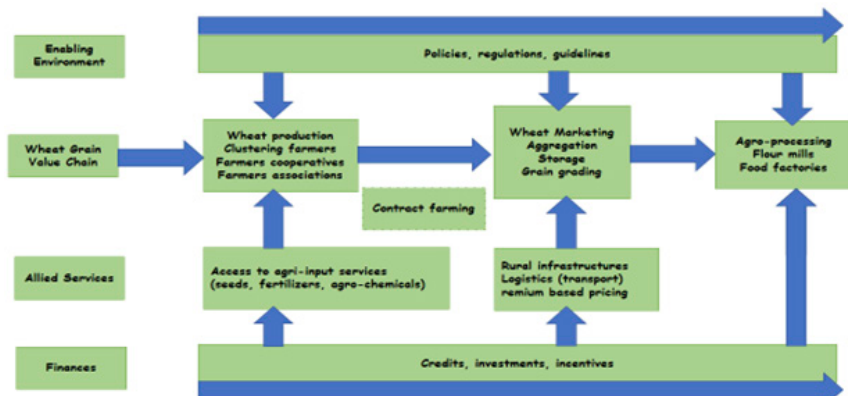 Enabling
Environment
Policies, regulations, guidelines
Wheat Grain
Value Chain
Wheat production
Clustering farmers
Farmers cooperatives
Farmers associations
Wheat Marketing
Aggregation
Storage
Grain grading
Agro-processing
Flour mills
Food factories
Contract farming
Allied Services
Access to agri-input services
(seeds, fertilizers, agro-chemicals)
Rural infrastructures
Logistics (transport)
remium based pricing
Finances
Credits, investments, incentives